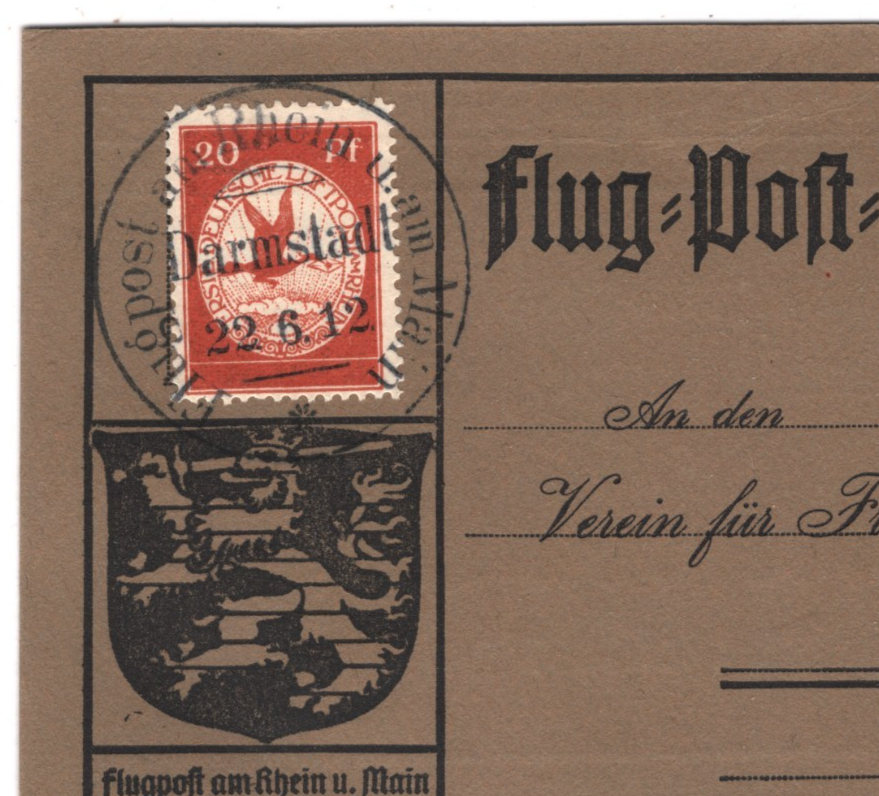 20 Pf
Flugpost am Rhein u. am Main
Darmstadt
22.6.12.
Flug-Post-
An den
Verein für
Flugpost am Rhein u. Main